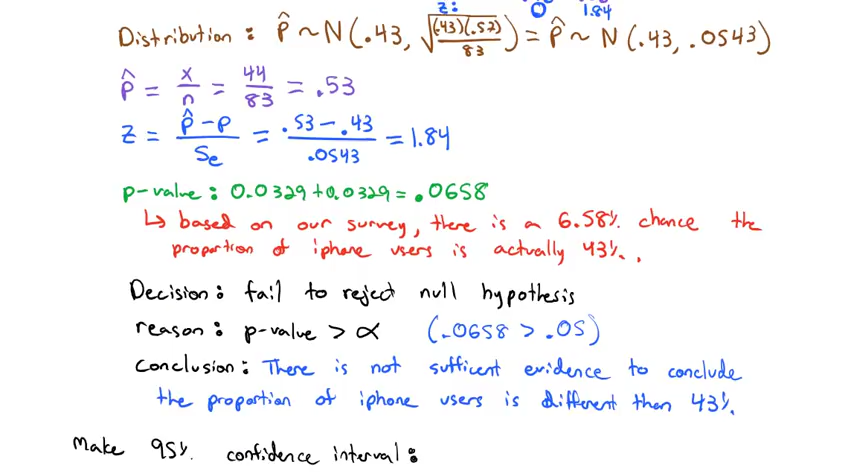 z: 0 1.84
Distribution: p̂ ~ N(.43, √((.43)(.57)/83)) = p̂ ~ N(.43, .0543)
p̂ = x/n = 44/83 = .53
z = (p̂ - p)/Se = (.53 - .43)/.0543 = 1.84
p-value: 0.0329 + 0.0329 = .0658
↳ based on our survey, there is a 6.58% chance the
proportion of iphone users is actually 43%.
Decision: fail to reject null hypothesis
reason: p-value > α (.0658 > .05)
conclusion: There is not sufficent evidence to conclude
the proportion of iphone users is different than 43%.
Make 95% confidence interval: